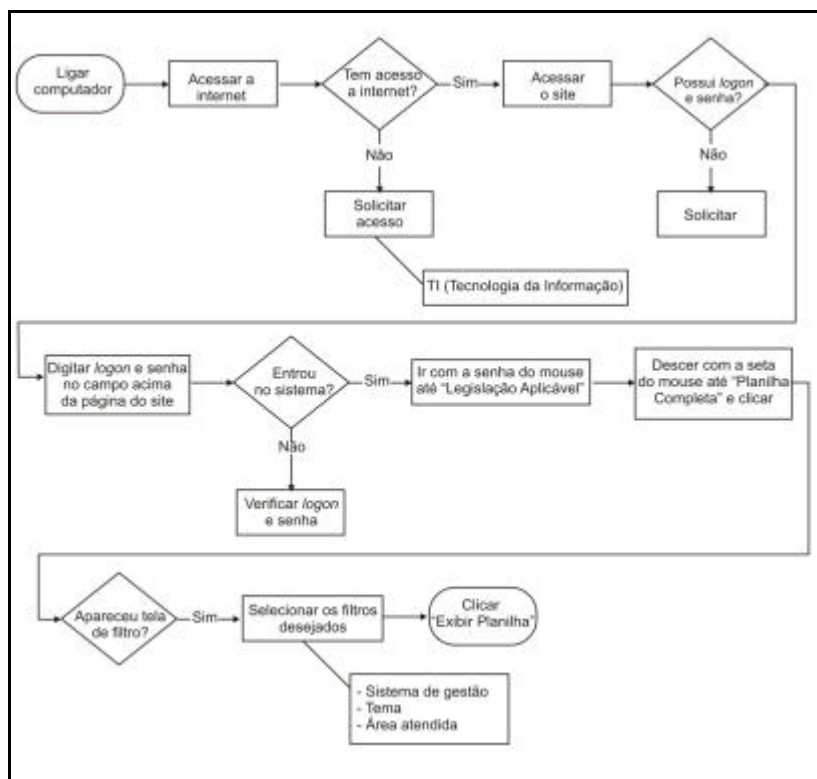 Ligar
computador
Acessar a
internet
Tem acesso
a internet?
Sim
Acessar
o site
Possui logon
e senha?
Não
Solicitar
acesso
Não
Solicitar
TI (Tecnologia da Informação)
Digitar logon e senha
no campo acima
da página do site
Entrou
no sistema?
Sim
Ir com a senha do mouse
até “Legislação Aplicável”
Descer com a seta
do mouse até “Planilha
Completa” e clicar
Não
Verificar logon
e senha
Apareceu tela
de filtro?
Sim
Selecionar os filtros
desejados
Clicar
“Exibir Planilha”
- Sistema de gestão
- Tema
- Área atendida